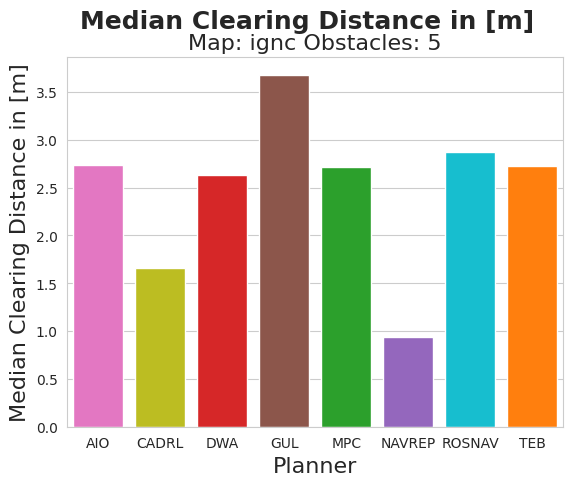 Median Clearing Distance in [m]
Map: ignc Obstacles: 5
Median Clearing Distance in [m]
3.5
3.0
2.5
2.0
1.5
1.0
0.5
0.0
AIO CADRL DWA GUL MPC NAVREP ROSNAV TEB
Planner